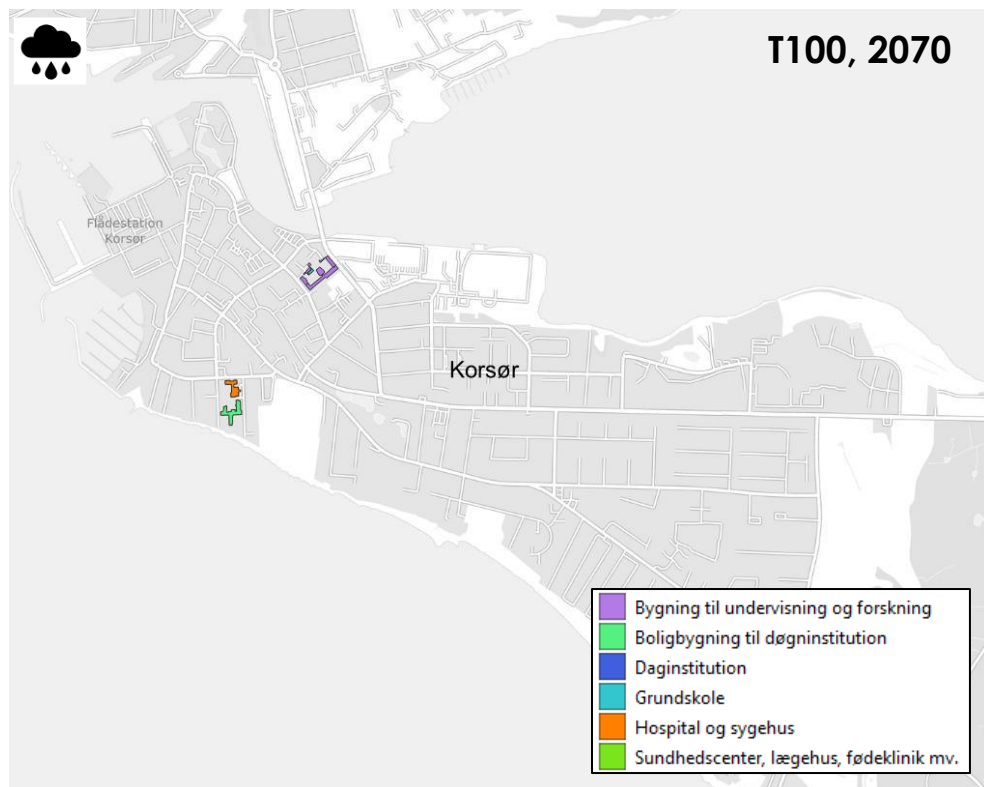 T100, 2070
Flådestation
Korsør
Korsør
Bygning til undervisning og forskning
Boligbygning til døgninstitution
Daginstitution
Grundskole
Hospital og sygehus
Sundhedscenter, lægehus, fødeklinik mv.